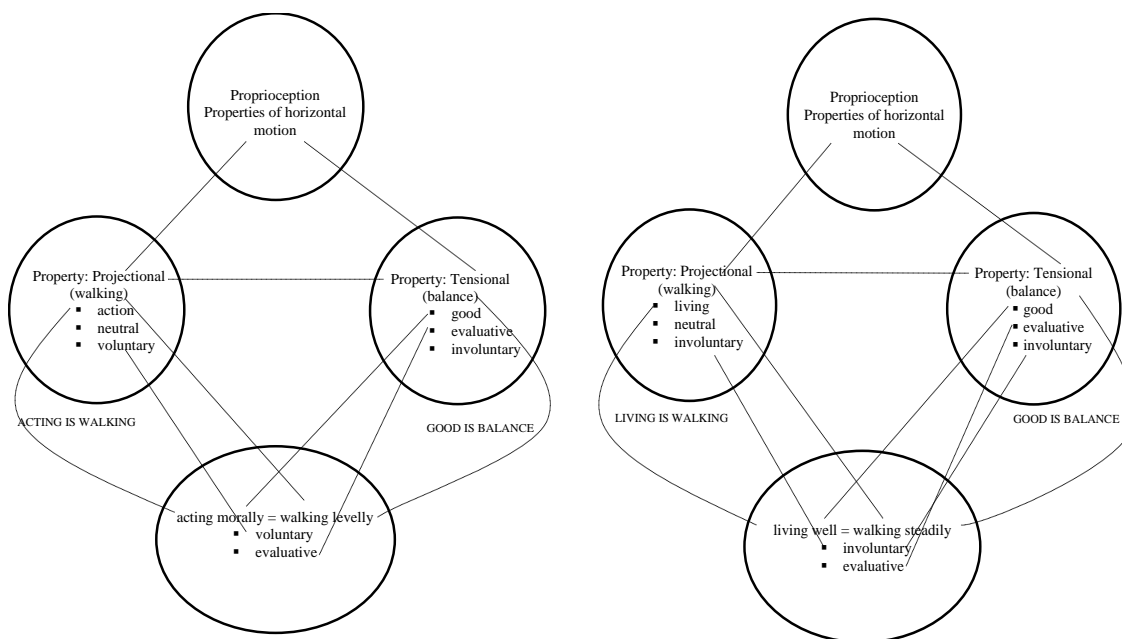 Proprioception
Properties of horizontal
motion
Property: Projectional
(walking)
▪ action
▪ neutral
▪ voluntary
Property: Tensional
(balance)
▪ good
▪ evaluative
▪ involuntary
ACTING IS WALKING
GOOD IS BALANCE
acting morally = walking levelly
▪ voluntary
▪ evaluative
Proprioception
Properties of horizontal
motion
Property: Projectional
(walking)
▪ living
▪ neutral
▪ involuntary
Property: Tensional
(balance)
▪ good
▪ evaluative
▪ involuntary
LIVING IS WALKING
GOOD IS BALANCE
living well = walking steadily
▪ involuntary
▪ evaluative